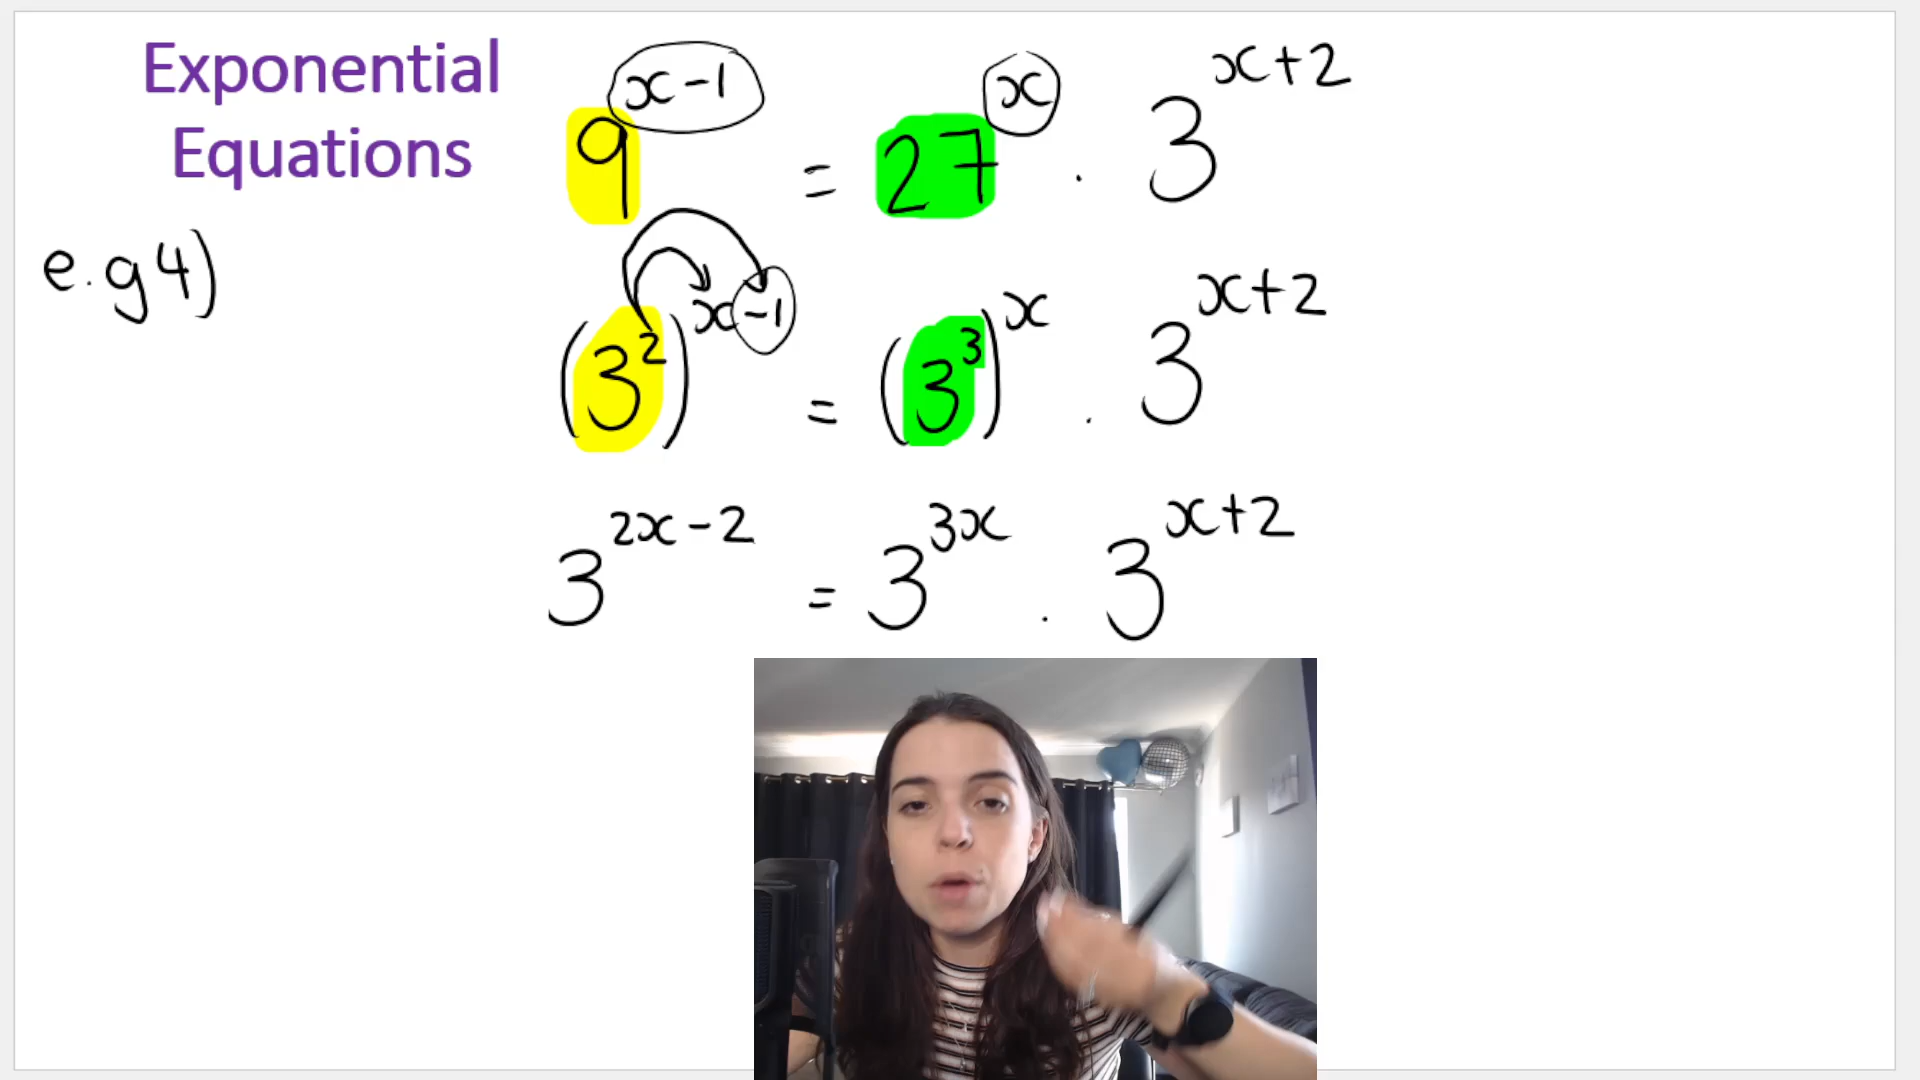 Exponential
Equations
e.g 4)
9^(x-1) = 27^x . 3^(x+2)
(3^2)^(x-1) = (3^3)^x . 3^(x+2)
3^(2x-2) = 3^(3x) . 3^(x+2)